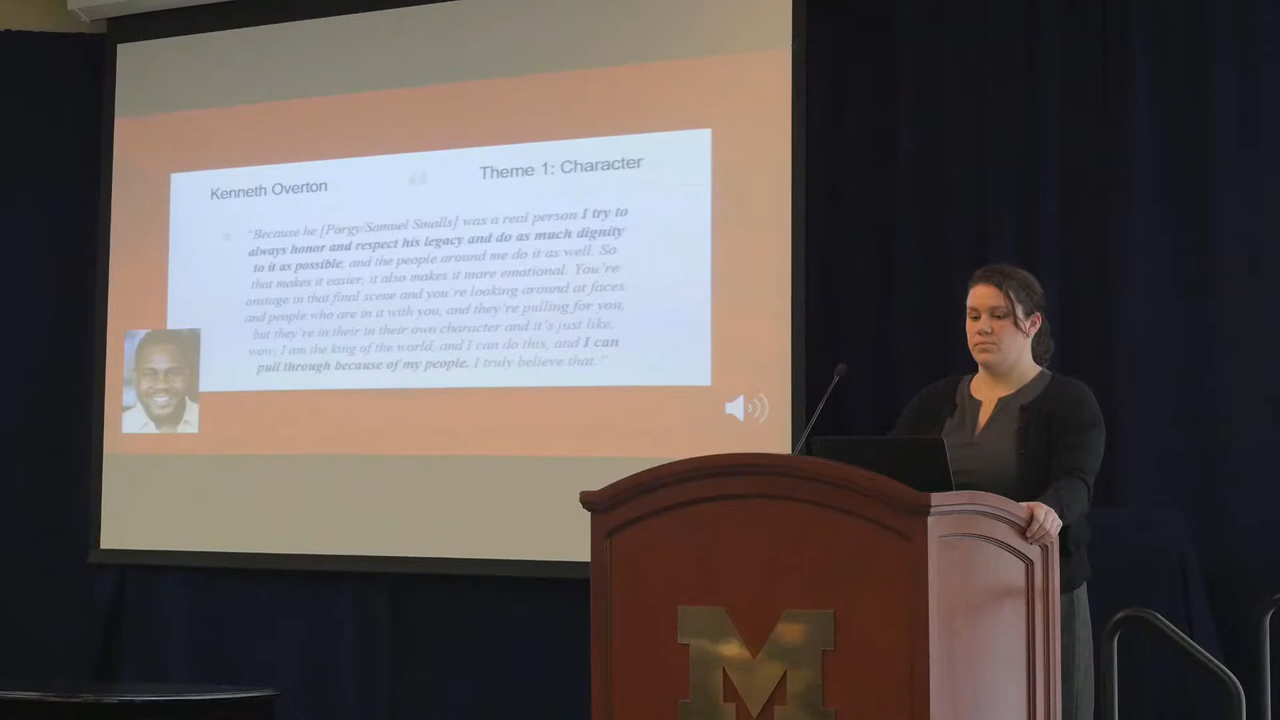 Kenneth Overton
Theme 1: Character
"Because he [Porgy/Samuel Smalls] was a real person I try to
always honor and respect his legacy and do as much dignity
to it as possible, and the people around me do it as well. So
that makes it easier, it also makes it more emotional. You're
onstage in that final scene and you're looking around at faces
and people who are in it with you, and they're pulling for you,
but they're in their in their own character and it's just like,
wow, I am the king of the world, and I can do this, and I can
pull through because of my people. I truly believe that."
M